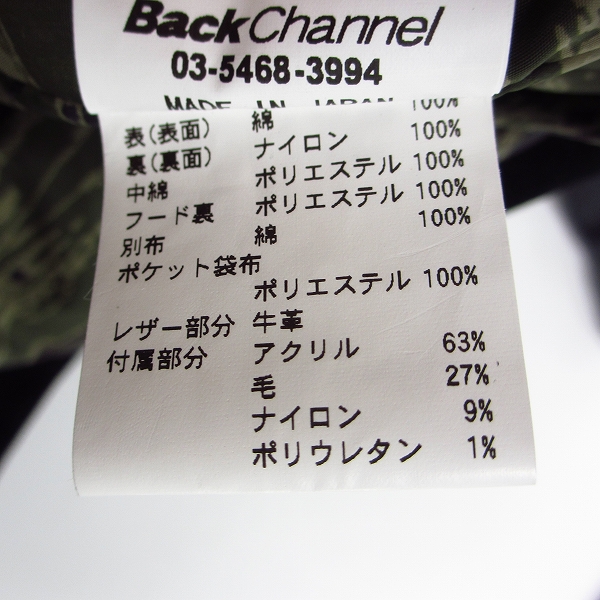 BackChannel
03-5468-3994
MADE IN JAPAN
表(表面) 綿 100%
裏(裏面) ナイロン 100%
中綿 ポリエステル 100%
フード裏 ポリエステル 100%
別布 綿 100%
ポケット袋布
ポリエステル 100%
レザー部分 牛革
付属部分 アクリル 63%
毛 27%
ナイロン 9%
ポリウレタン 1%